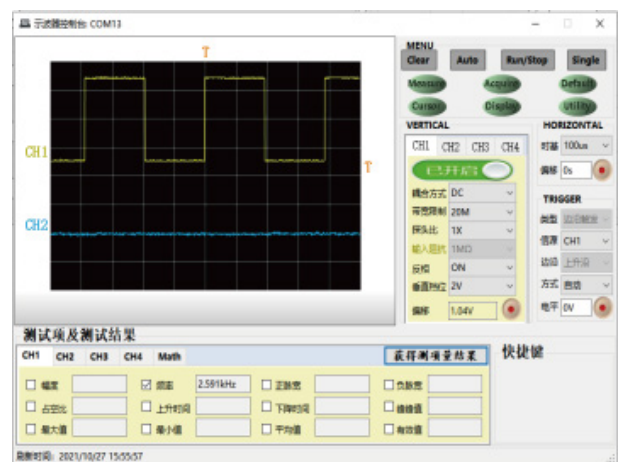 示波器控制台 COM13
MENU
Clear Auto Run/Stop Single
Measure Acquire Default
Cursor Display Utility
VERTICAL
HORIZONTAL
CH1 CH2 CH3 CH4
已开启
耦合方式 DC
带宽限制 20M
探头比 1X
输入阻抗 1MΩ
反相 ON
垂直档位 2V
偏移 1.04V
时基 100us
偏移 0s
TRIGGER
类型 边沿触发
信源 CH1
边沿 上升沿
方式 自动
电平 0V
T
CH1
T
CH2
测试项及测试结果
CH1 CH2 CH3 CH4 Math
获得测项量结果
快捷键
幅度
频率 2.591kHz
正脉宽
负脉宽
占空比
上升时间
下降时间
峰峰值
最大值
最小值
平均值
有效值
刷新时间: 2021/10/27 15:55:57